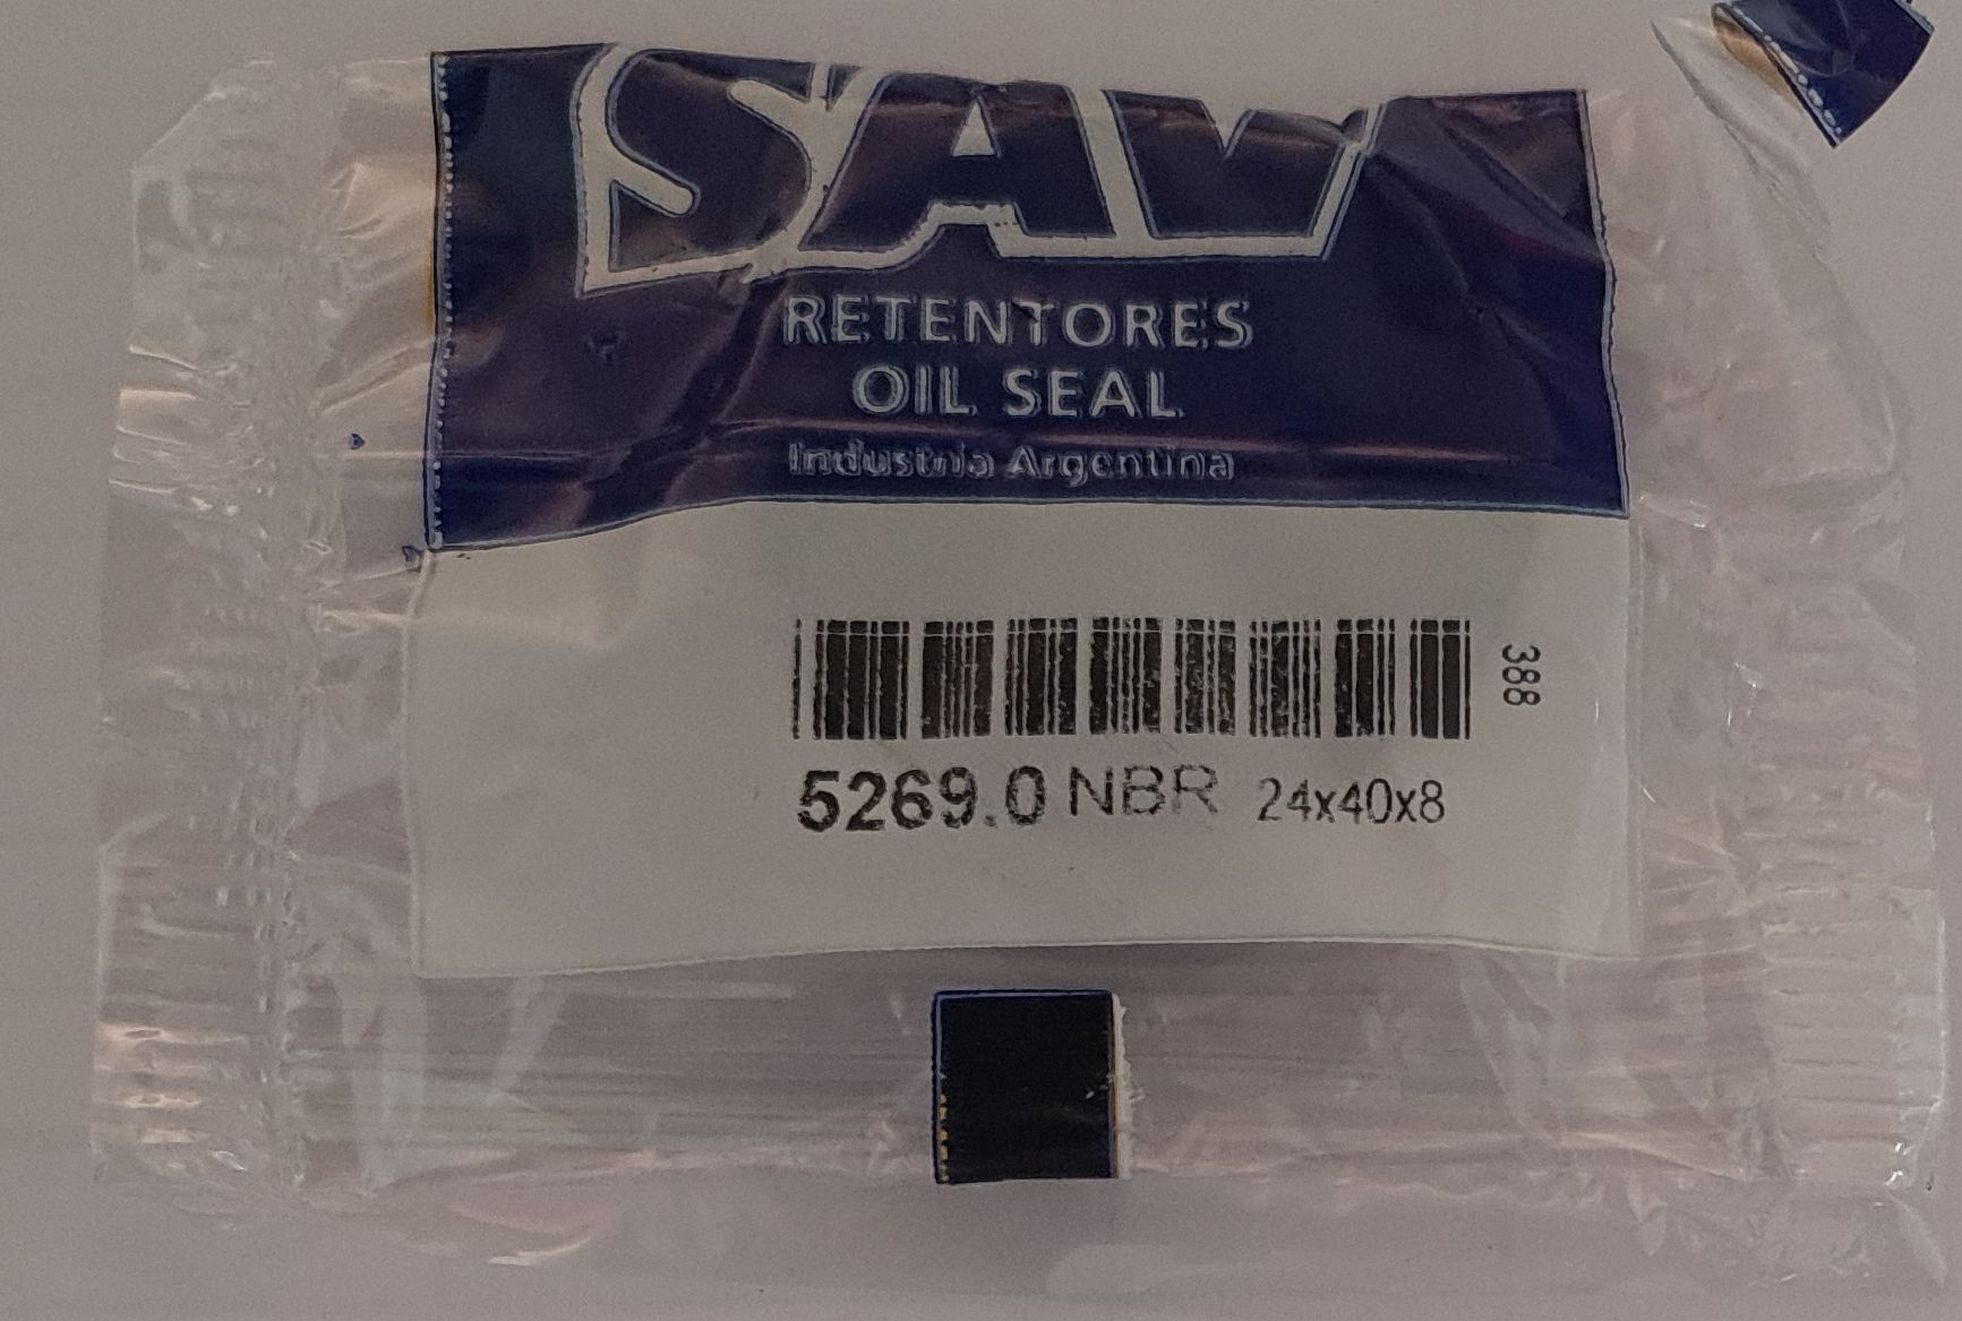 SAV
RETENTORES
OIL SEAL
Industria Argentina
388
5269.0 NBR 24x40x8